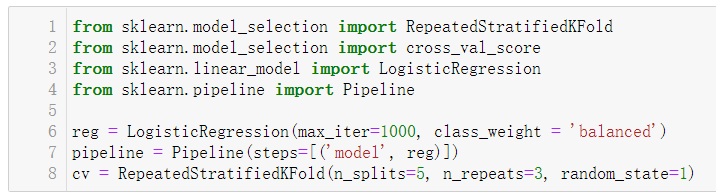 1 from sklearn.model_selection import RepeatedStratifiedKFold
2 from sklearn.model_selection import cross_val_score
3 from sklearn.linear_model import LogisticRegression
4 from sklearn.pipeline import Pipeline
5
6 reg = LogisticRegression(max_iter=1000, class_weight = 'balanced')
7 pipeline = Pipeline(steps=[('model', reg)])
8 cv = RepeatedStratifiedKFold(n_splits=5, n_repeats=3, random_state=1)